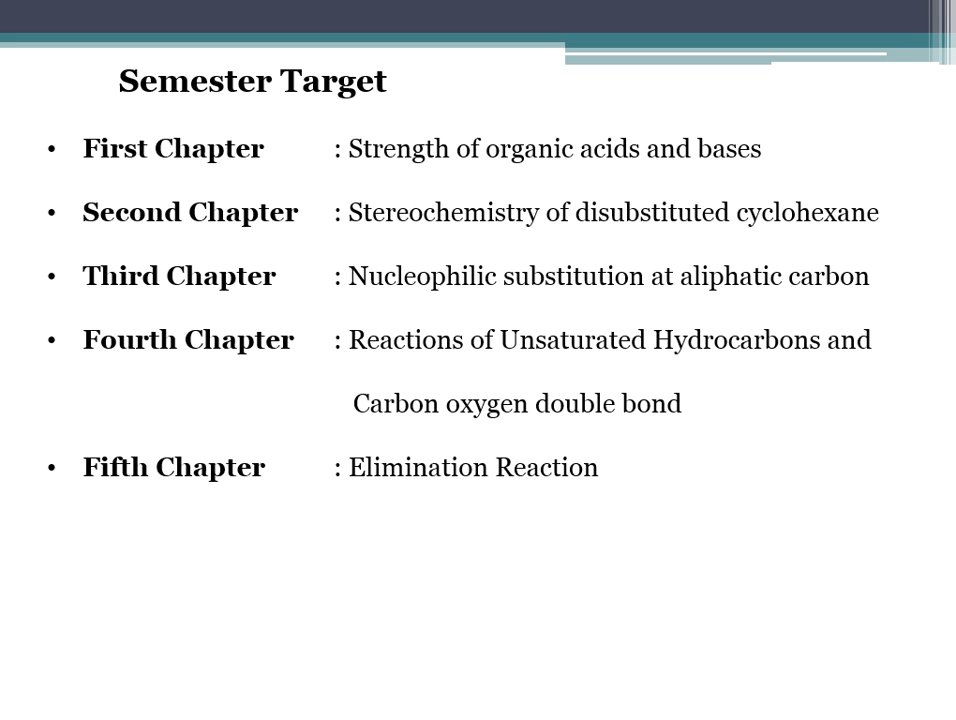 Semester Target
• First Chapter : Strength of organic acids and bases
• Second Chapter : Stereochemistry of disubstituted cyclohexane
• Third Chapter : Nucleophilic substitution at aliphatic carbon
• Fourth Chapter : Reactions of Unsaturated Hydrocarbons and
Carbon oxygen double bond
• Fifth Chapter : Elimination Reaction